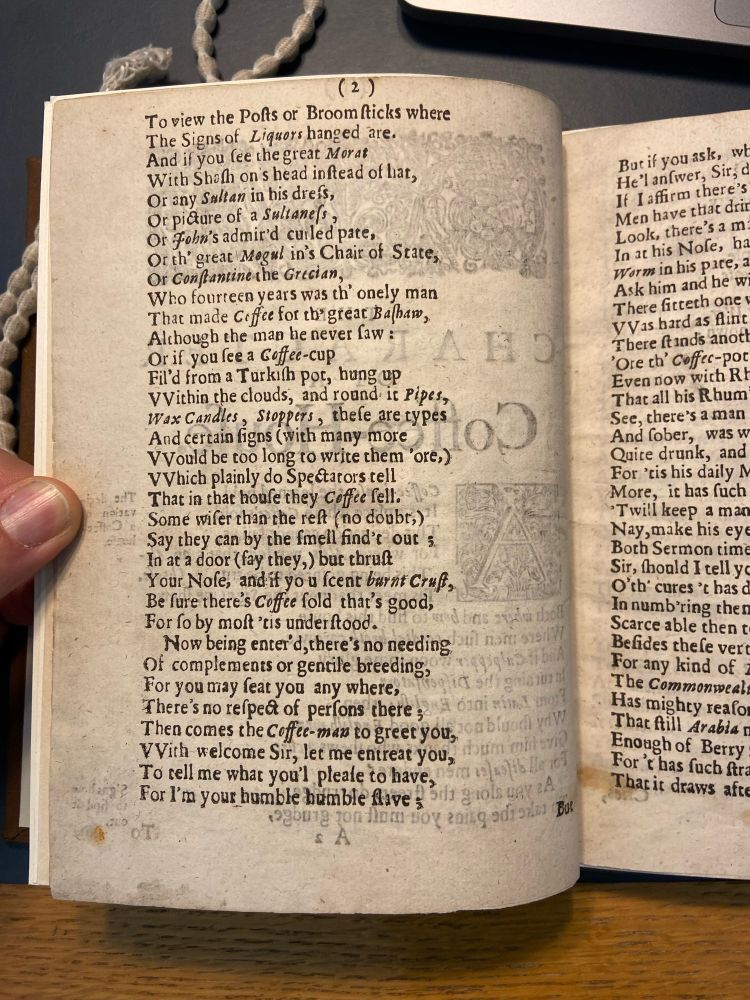 (2)
To view the Poſts or Broomſticks where
The Signs of Liquors hanged are.
And if you ſee the great Morat
With Shaſh on's head inſtead of hat,
Or any Sultan in his dreſs,
Or picture of a Sultaneſs,
Or John's admir'd curled pate,
Or th' great Mogul in's Chair of State,
Or Conſtantine the Grecian,
Who fourteen years was th' onely man
That made Coffee for th' great Baſhaw,
Although the man he never ſaw:
Or if you ſee a Coffee-cup
Fil'd from a Turkiſh pot, hung up
VVithin the clouds, and round it Pipes,
Wax Candles, Stoppers, theſe are types
And certain ſigns (with many more
VVould be too long to write them 'ore,)
VVhich plainly do Spectators tell
That in that houſe they Coffee ſell.
Some wiſer than the reſt (no doubt,)
Say they can by the ſmell find't out;
In at a door (ſay they,) but thruſt
Your Noſe, and if you ſcent burnt Cruſt,
Be ſure there's Coffee ſold that's good,
For ſo by moſt 'tis underſtood.
Now being enter'd, there's no needing
Of complements or gentile breeding,
For you may ſeat you any where,
There's no reſpect of perſons there;
Then comes the Coffee-man to greet you,
VVith welcome Sir, let me entreat you,
To tell me what you'l pleaſe to have,
For I'm your humble humble ſlave;
But
But if you ask,
He'l anſwer, Sir,
If I affirm there's
Men have that
Look, there's a
In at his Noſe,
Worm in his pate,
Ask him and he
There ſitteth one
VVas hard as flint
There ſtands
'Ore th' Coffee-pot
Even now with
That all his Rhum
See, there's a man
And ſober, was
Quite drunk, and
For 'tis his daily
More, it has ſuch
'Twill keep a man
Nay, make his eye
Both Sermon time
Sir, ſhould I tell
O'th' cures 't has
In numb'ring
Scarce able then
Beſides theſe
For any kind of
The
Has mighty
That ſtill Arabia
Enough of Berry
For 't has ſuch
That it draws